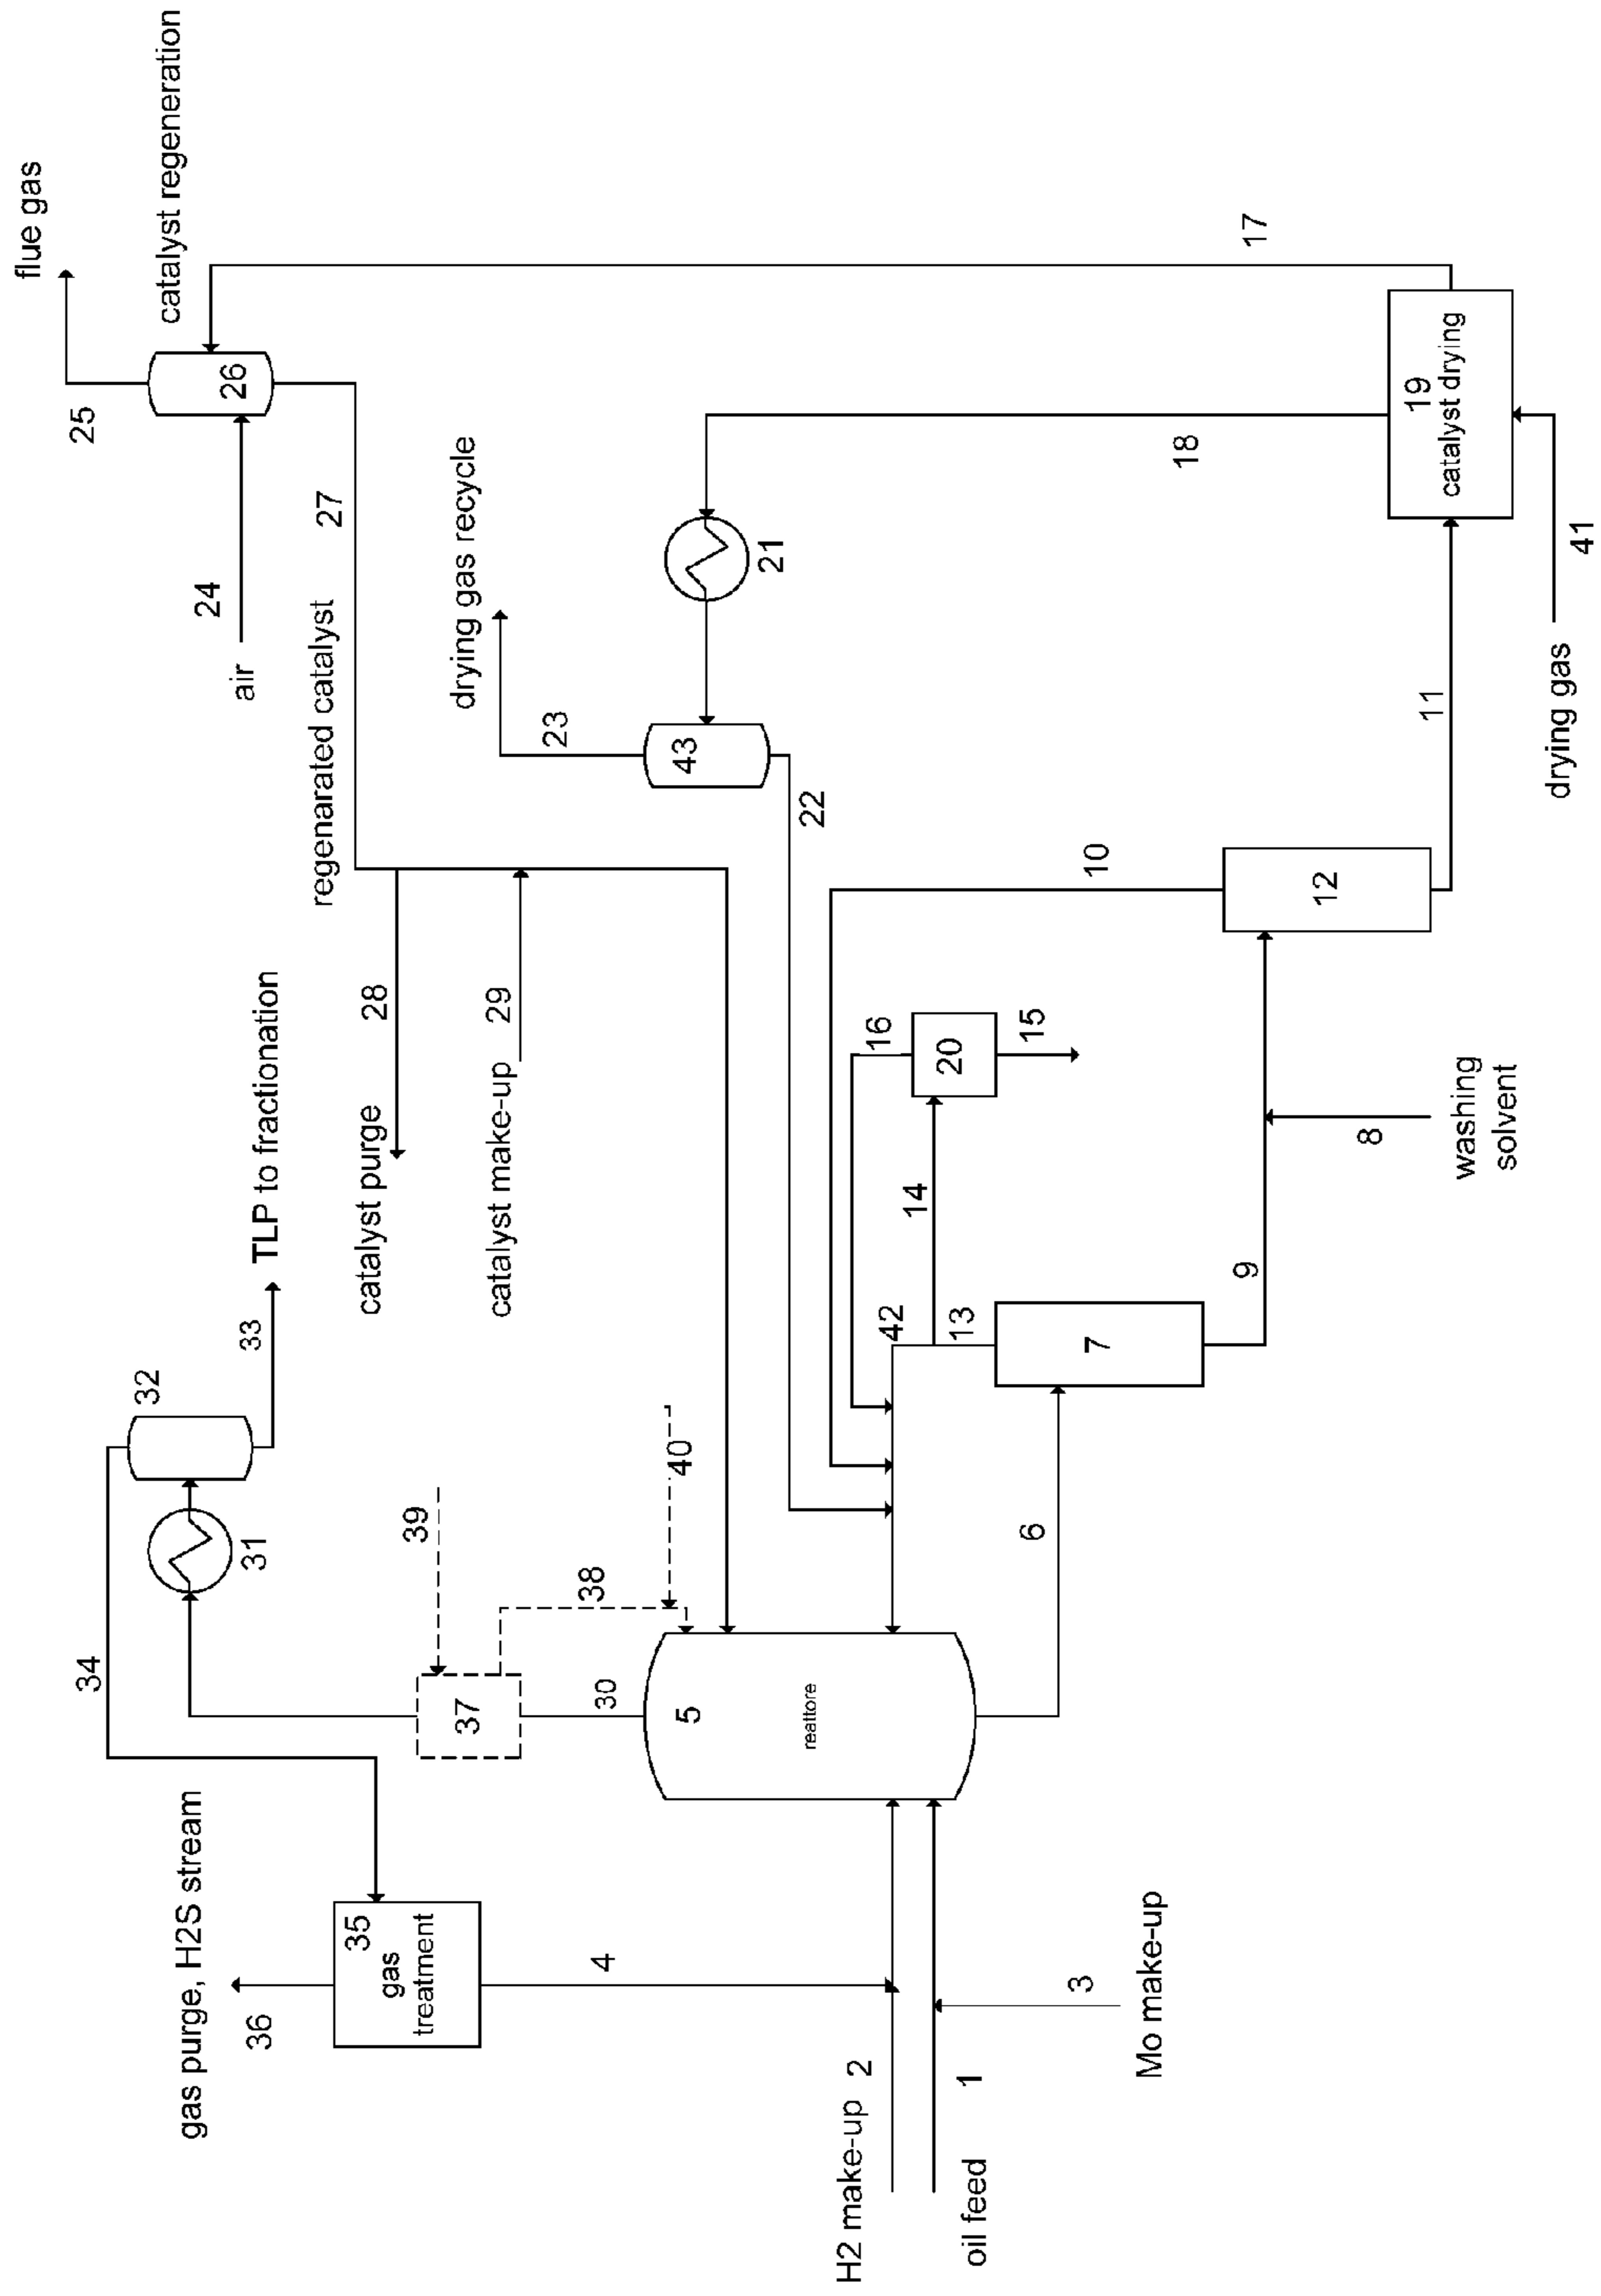 gas purge, H2S stream
36
35
gas
treatment
34
4
H2 make-up 2
oil feed 1
3
Mo make-up
31
32
33
TLP to fractionation
37
39
38
30
40
5
reattore
6
7
13
42
14
16
20
15
9
8
washing
solvent
10
12
11
catalyst purge
28
catalyst make-up
29
regenarated catalyst
27
air
24
25
flue gas
26
catalyst regeneration
drying gas recycle
23
43
22
21
18
17
19
catalyst drying
drying gas
41